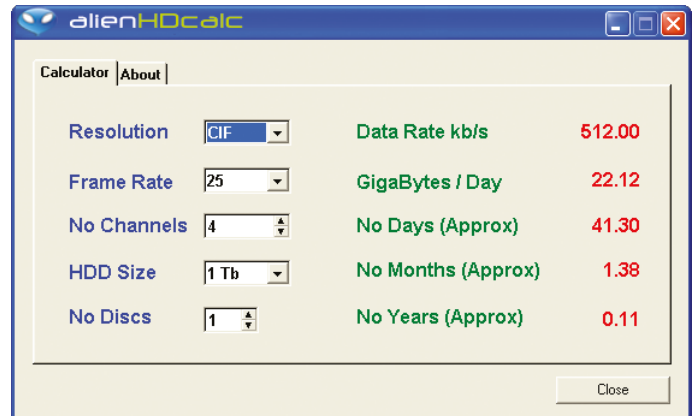 alienHDcalc
Calculator About
Resolution CIF Data Rate kb/s 512.00
Frame Rate 25 GigaBytes / Day 22.12
No Channels 4 No Days (Approx) 41.30
HDD Size 1 Tb No Months (Approx) 1.38
No Discs 1 No Years (Approx) 0.11
Close